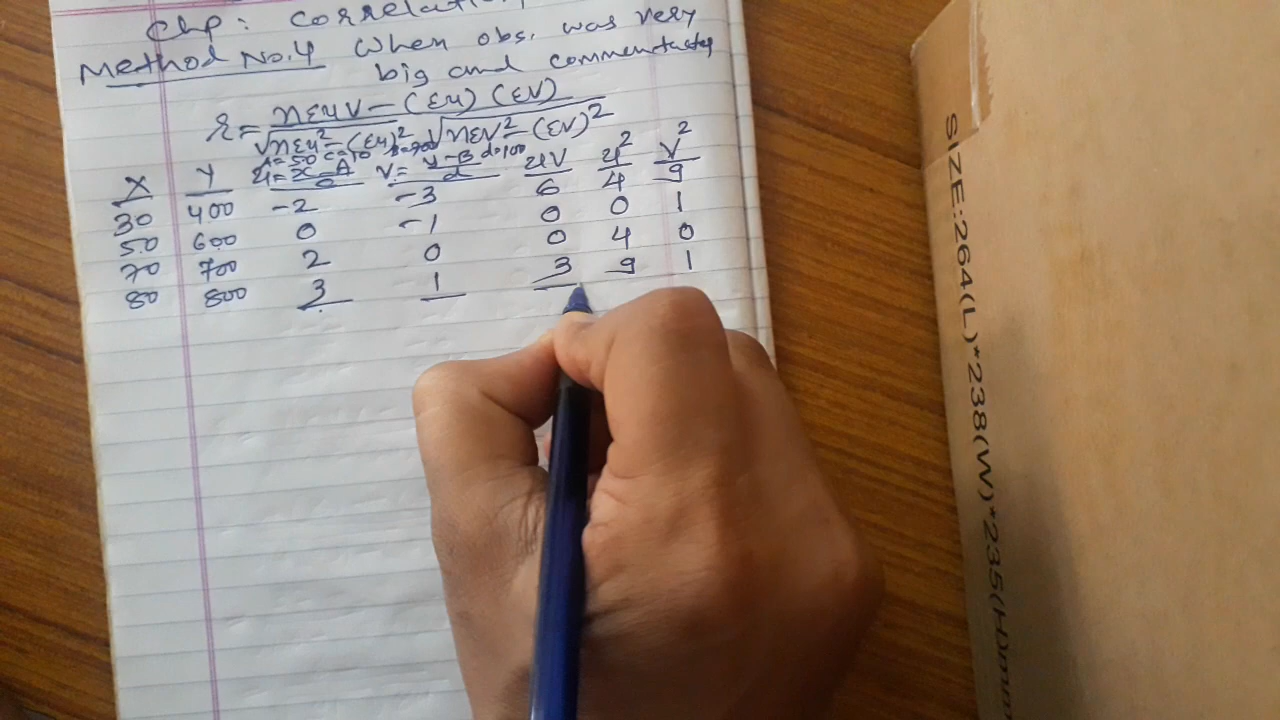 Chp: Correlation
Method No.4 When obs. was very
big and
r = nΣuv - (Σu) (Σv)
√nΣu² - (Σu)² √nΣv² - (Σv)²
A=50 c=10 B=700 d=100
X Y u = x-A/c v = y-B/d uv u² v²
30 400 -2 -3 6 4 9
50 600 0 -1 0 0 1
70 700 2 0 0 4 0
80 800 3 1 3 9 1
SIZE:264(L)*238(W)*235(H)mm